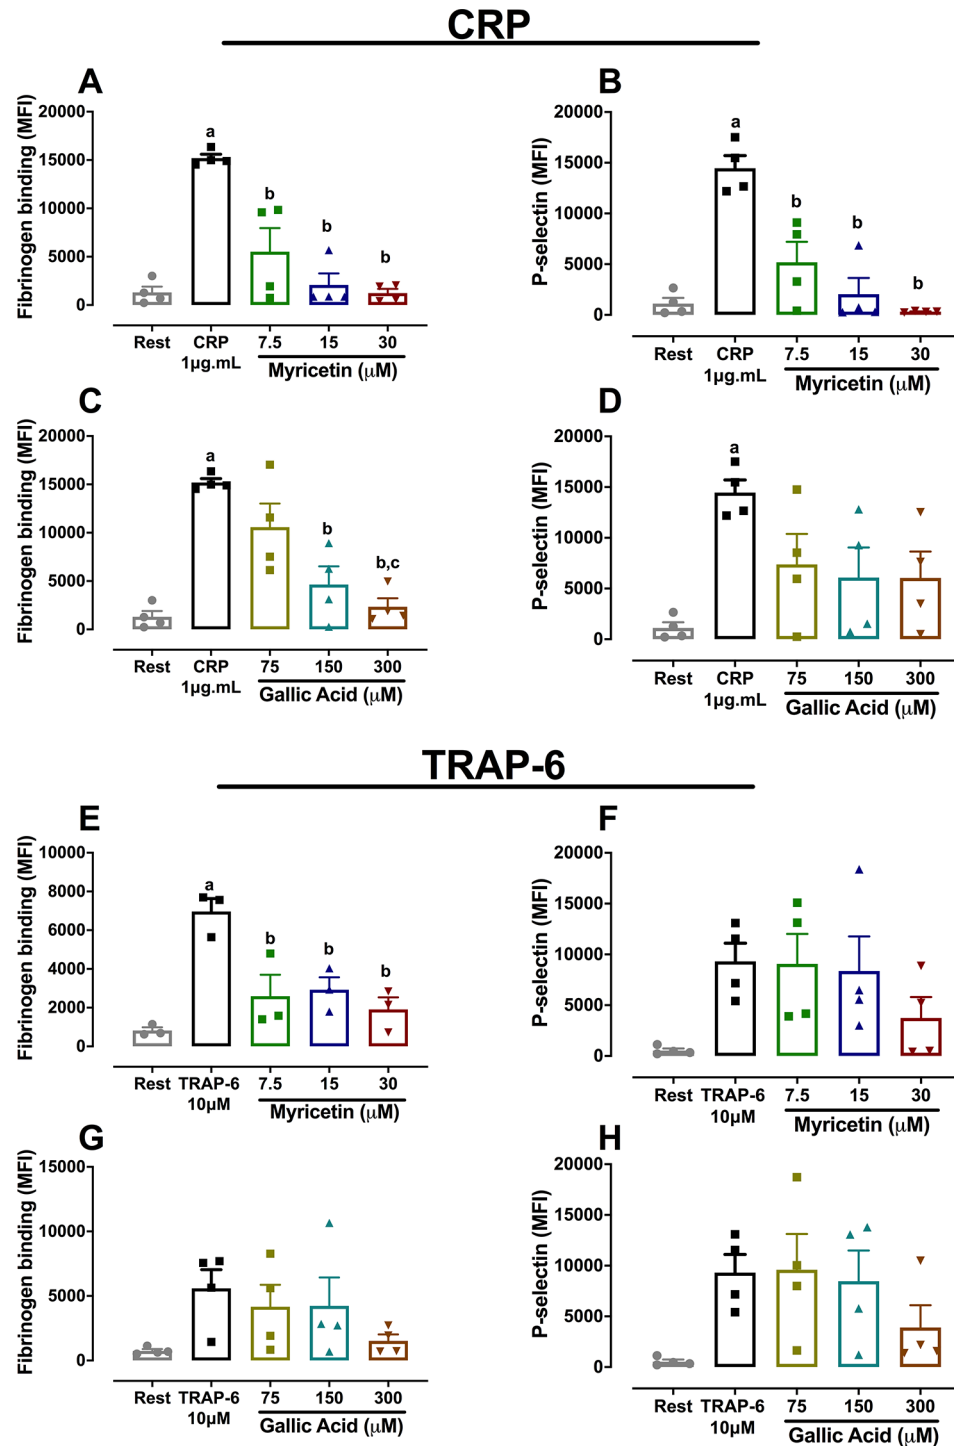 CRP
A
Fibrinogen binding (MFI)
20000
15000
10000
5000
0
a
b
b
b
Rest
CRP
1µg.mL
7.5
15
30
Myricetin (µM)
B
P-selectin (MFI)
20000
15000
10000
5000
0
a
b
b
b
Rest
CRP
1µg.mL
7.5
15
30
Myricetin (µM)
C
Fibrinogen binding (MFI)
20000
15000
10000
5000
0
a
b
b,c
Rest
CRP
1µg.mL
75
150
300
Gallic Acid (µM)
D
P-selectin (MFI)
20000
15000
10000
5000
0
a
Rest
CRP
1µg.mL
75
150
300
Gallic Acid (µM)
TRAP-6
E
Fibrinogen binding (MFI)
10000
8000
6000
4000
2000
0
a
b
b
b
Rest
TRAP-6
10µM
7.5
15
30
Myricetin (µM)
F
P-selectin (MFI)
20000
15000
10000
5000
0
Rest
TRAP-6
10µM
7.5
15
30
Myricetin (µM)
G
Fibrinogen binding (MFI)
15000
10000
5000
0
Rest
TRAP-6
10µM
75
150
300
Gallic Acid (µM)
H
P-selectin (MFI)
20000
15000
10000
5000
0
Rest
TRAP-6
10µM
75
150
300
Gallic Acid (µM)